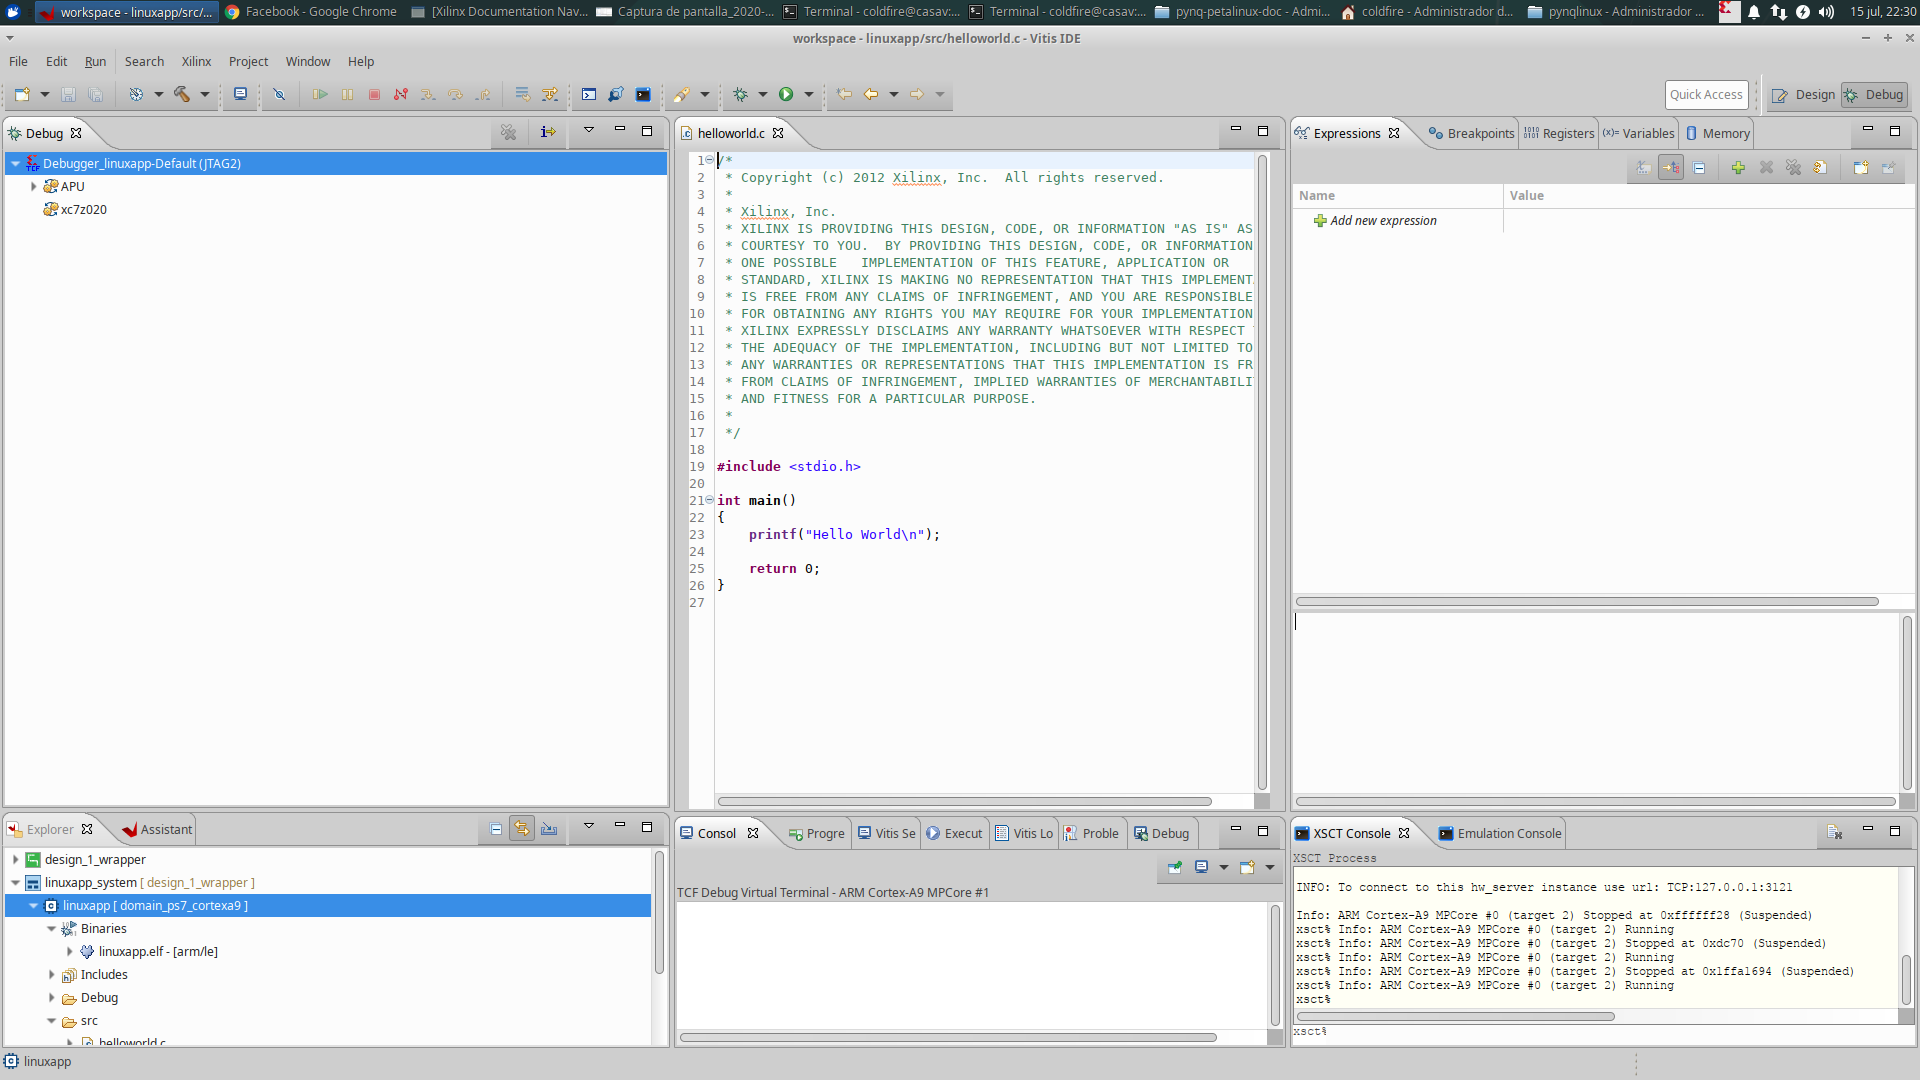 workspace - linuxapp/src/...
Facebook - Google Chrome
[Xilinx Documentation Nav...
Captura de pantalla_2020-...
Terminal - coldfire@casav:...
Terminal - coldfire@casav:...
pynq-petalinux-doc - Admi...
coldfire - Administrador d...
pynqlinux - Administrador ...
15 jul, 22:30
workspace - linuxapp/src/helloworld.c - Vitis IDE
File Edit Run Search Xilinx Project Window Help
Quick Access
Design
Debug
Debug
Debugger_linuxapp-Default (JTAG2)
APU
xc7z020
helloworld.c
1 /*
2 * Copyright (c) 2012 Xilinx, Inc.  All rights reserved.
3 *
4 * Xilinx, Inc.
5 * XILINX IS PROVIDING THIS DESIGN, CODE, OR INFORMATION "AS IS" AS
6 * COURTESY TO YOU.  BY PROVIDING THIS DESIGN, CODE, OR INFORMATION
7 * ONE POSSIBLE   IMPLEMENTATION OF THIS FEATURE, APPLICATION OR
8 * STANDARD, XILINX IS MAKING NO REPRESENTATION THAT THIS IMPLEMENT
9 * IS FREE FROM ANY CLAIMS OF INFRINGEMENT, AND YOU ARE RESPONSIBLE
10 * FOR OBTAINING ANY RIGHTS YOU MAY REQUIRE FOR YOUR IMPLEMENTATION
11 * XILINX EXPRESSLY DISCLAIMS ANY WARRANTY WHATSOEVER WITH RESPECT
12 * THE ADEQUACY OF THE IMPLEMENTATION, INCLUDING BUT NOT LIMITED TO
13 * ANY WARRANTIES OR REPRESENTATIONS THAT THIS IMPLEMENTATION IS FR
14 * FROM CLAIMS OF INFRINGEMENT, IMPLIED WARRANTIES OF MERCHANTABILI
15 * AND FITNESS FOR A PARTICULAR PURPOSE.
16 *
17 */
18
19 #include <stdio.h>
20
21 int main()
22 {
23     printf("Hello World\n");
24
25     return 0;
26 }
27
Expressions
Breakpoints
Registers
(x)= Variables
Memory
Name Value
Add new expression
Explorer
Assistant
design_1_wrapper
linuxapp_system [ design_1_wrapper ]
linuxapp [ domain_ps7_cortexa9 ]
Binaries
linuxapp.elf - [arm/le]
Includes
Debug
src
helloworld.c
Consol
Progre
Vitis Se
Execut
Vitis Lo
Proble
Debug
TCF Debug Virtual Terminal - ARM Cortex-A9 MPCore #1
XSCT Console
Emulation Console
XSCT Process
INFO: To connect to this hw_server instance use url: TCP:127.0.0.1:3121
Info: ARM Cortex-A9 MPCore #0 (target 2) Stopped at 0xffffff28 (Suspended)
xsct% Info: ARM Cortex-A9 MPCore #0 (target 2) Running
xsct% Info: ARM Cortex-A9 MPCore #0 (target 2) Stopped at 0xdc70 (Suspended)
xsct% Info: ARM Cortex-A9 MPCore #0 (target 2) Running
xsct% Info: ARM Cortex-A9 MPCore #0 (target 2) Stopped at 0x1ffa1694 (Suspended)
xsct% Info: ARM Cortex-A9 MPCore #0 (target 2) Running
xsct%
xsct%
linuxapp